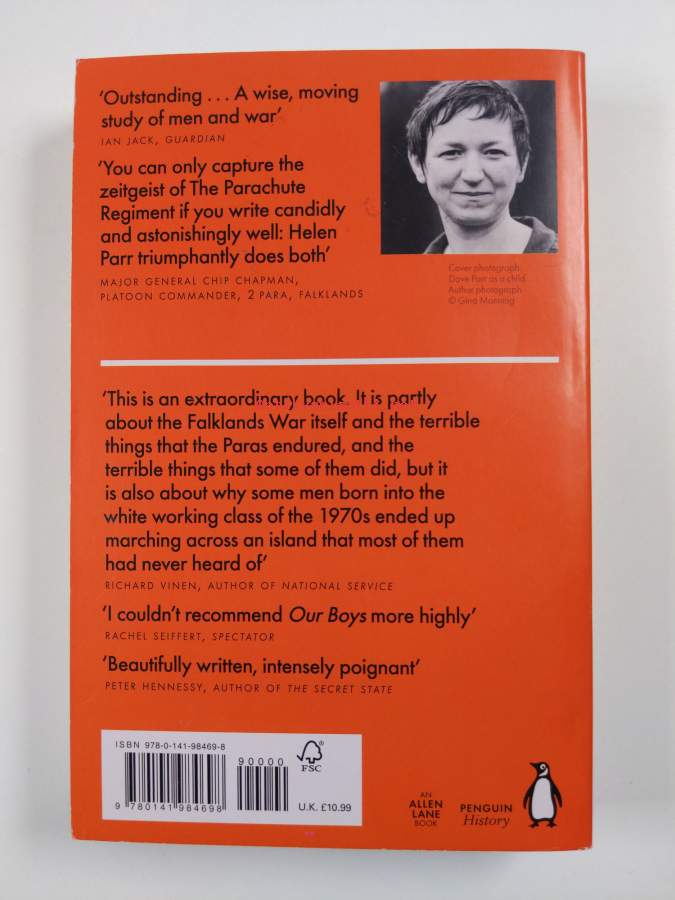 ‘Outstanding . . . A wise, moving
study of men and war’
IAN JACK, GUARDIAN
‘You can only capture the
zeitgeist of The Parachute
Regiment if you write candidly
and astonishingly well: Helen
Parr triumphantly does both’
MAJOR GENERAL CHIP CHAPMAN,
PLATOON COMMANDER, 2 PARA, FALKLANDS
Cover photograph:
Dave Parr as a child.
Author photograph
© Gina Manning
‘This is an extraordinary book. It is partly
about the Falklands War itself and the terrible
things that the Paras endured, and the
terrible things that some of them did, but it
is also about why some men born into the
white working class of the 1970s ended up
marching across an island that most of them
had never heard of’
RICHARD VINEN, AUTHOR OF NATIONAL SERVICE
‘I couldn’t recommend Our Boys more highly’
RACHEL SEIFFERT, SPECTATOR
‘Beautifully written, intensely poignant’
PETER HENNESSY, AUTHOR OF THE SECRET STATE
ISBN 978-0-141-98469-8
90000
9 780141 984698
FSC
®
U.K. £10.99
AN
ALLEN
LANE
BOOK
PENGUIN
History